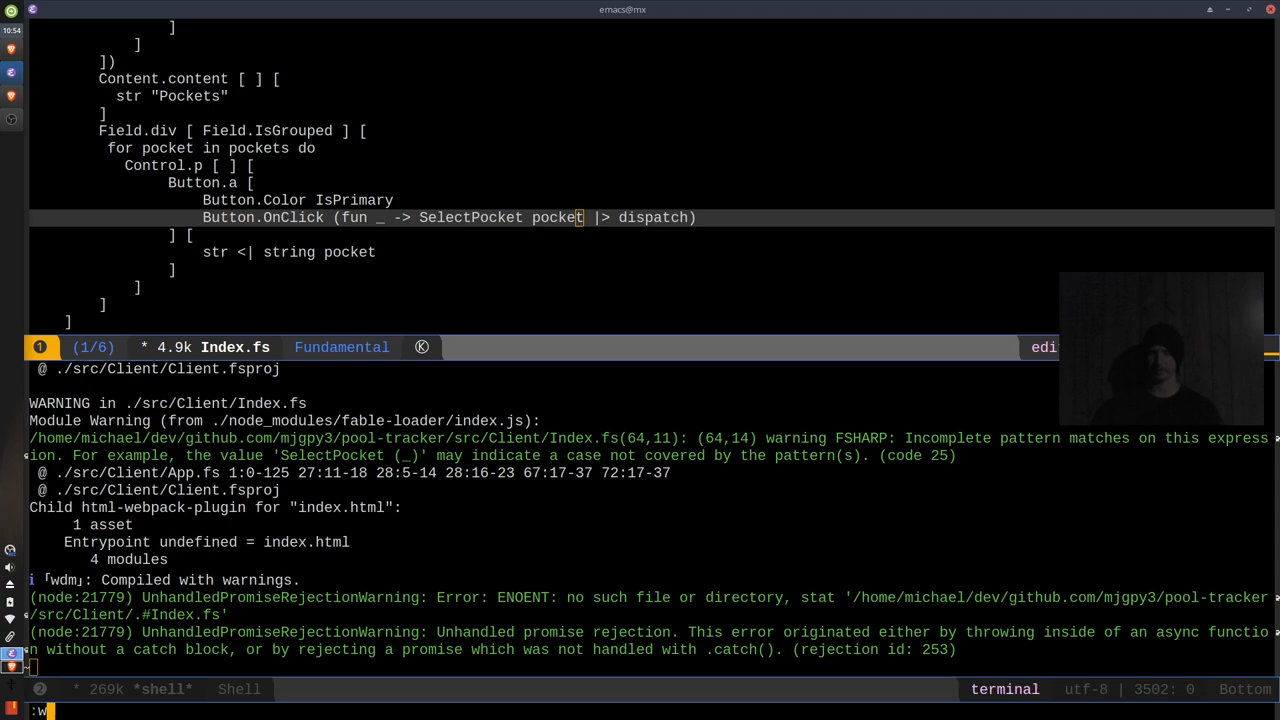 emacs@mx
10:54
]
]
])
Content.content [ ] [
str "Pockets"
]
Field.div [ Field.IsGrouped ] [
for pocket in pockets do
Control.p [ ] [
Button.a [
Button.Color IsPrimary
Button.OnClick (fun _ -> SelectPocket pocket |> dispatch)
] [
str <| string pocket
]
]
]
]
1 (1/6) * 4.9k Index.fs Fundamental K edi
@ ./src/Client/Client.fsproj
WARNING in ./src/Client/Index.fs
Module Warning (from ./node_modules/fable-loader/index.js):
/home/michael/dev/github.com/mjgpy3/pool-tracker/src/Client/Index.fs(64,11): (64,14) warning FSHARP: Incomplete pattern matches on this express
ion. For example, the value 'SelectPocket (_)' may indicate a case not covered by the pattern(s). (code 25)
@ ./src/Client/App.fs 1:0-125 27:11-18 28:5-14 28:16-23 67:17-37 72:17-37
@ ./src/Client/Client.fsproj
Child html-webpack-plugin for "index.html":
1 asset
Entrypoint undefined = index.html
4 modules
i ｢wdm｣: Compiled with warnings.
(node:21779) UnhandledPromiseRejectionWarning: Error: ENOENT: no such file or directory, stat '/home/michael/dev/github.com/mjgpy3/pool-tracker
/src/Client/.#Index.fs'
(node:21779) UnhandledPromiseRejectionWarning: Unhandled promise rejection. This error originated either by throwing inside of an async functio
n without a catch block, or by rejecting a promise which was not handled with .catch(). (rejection id: 253)
2 * 269k *shell* Shell terminal utf-8 | 3502: 0 Bottom
:w